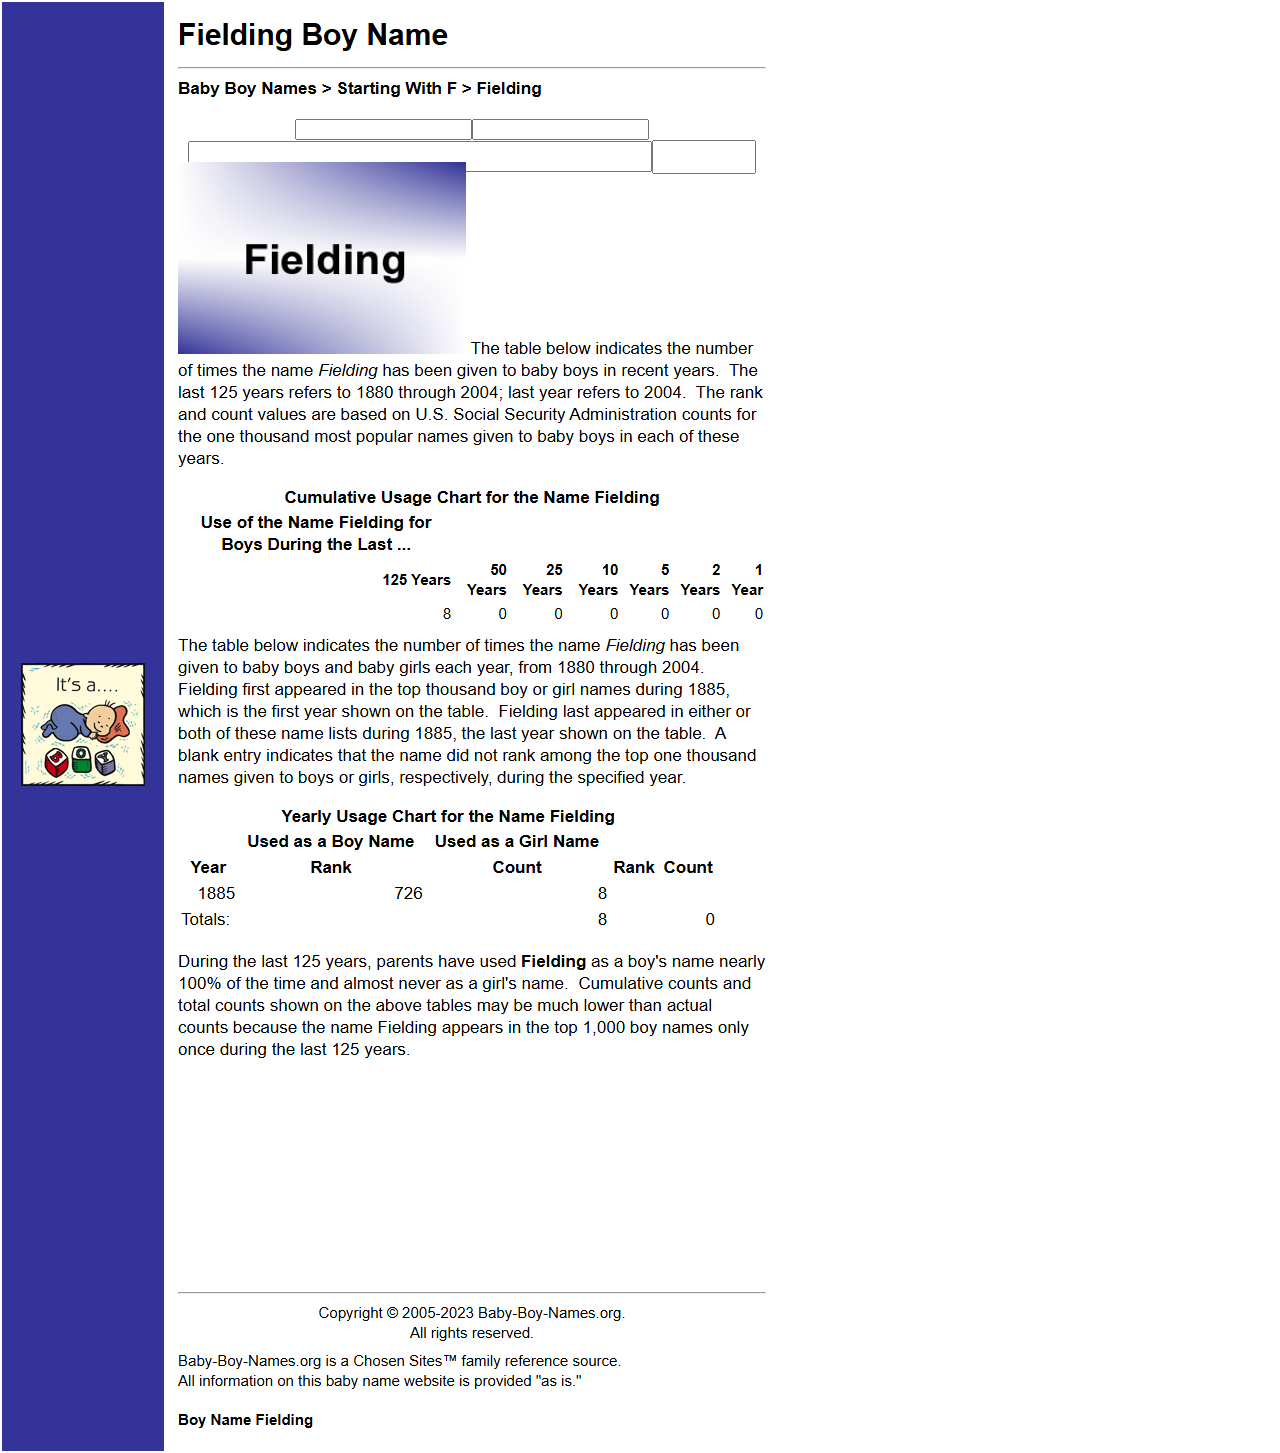 Fielding Boy Name
Baby Boy Names > Starting With F > Fielding
Fielding
The table below indicates the number
of times the name Fielding has been given to baby boys in recent years.  The
last 125 years refers to 1880 through 2004; last year refers to 2004.  The rank
and count values are based on U.S. Social Security Administration counts for
the one thousand most popular names given to baby boys in each of these
years.
Cumulative Usage Chart for the Name Fielding
Use of the Name Fielding for
Boys During the Last ...
125 Years 50 Years 25 Years 10 Years 5 Years 2 Years 1 Year
8 0 0 0 0 0 0
The table below indicates the number of times the name Fielding has been
given to baby boys and baby girls each year, from 1880 through 2004.
Fielding first appeared in the top thousand boy or girl names during 1885,
which is the first year shown on the table.  Fielding last appeared in either or
both of these name lists during 1885, the last year shown on the table.  A
blank entry indicates that the name did not rank among the top one thousand
names given to boys or girls, respectively, during the specified year.
It's a....
B O Y
Yearly Usage Chart for the Name Fielding
Used as a Boy Name Used as a Girl Name
Year Rank Count Rank Count
1885 726 8
Totals: 8 0
During the last 125 years, parents have used Fielding as a boy's name nearly
100% of the time and almost never as a girl's name.  Cumulative counts and
total counts shown on the above tables may be much lower than actual
counts because the name Fielding appears in the top 1,000 boy names only
once during the last 125 years.
Copyright © 2005-2023 Baby-Boy-Names.org.
All rights reserved.
Baby-Boy-Names.org is a Chosen Sites™ family reference source.
All information on this baby name website is provided "as is."
Boy Name Fielding